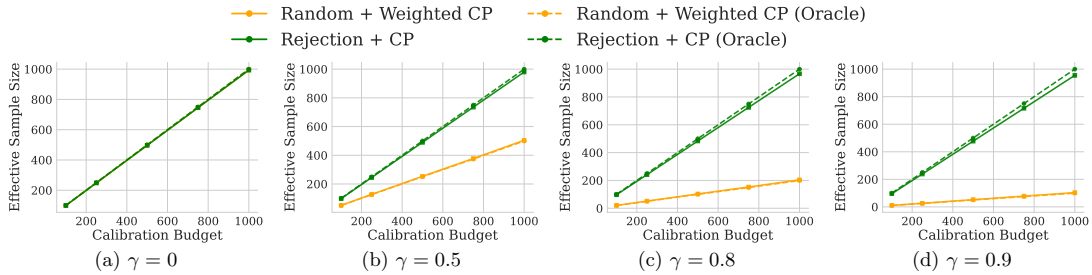 Random + Weighted CP
Random + Weighted CP (Oracle)
Rejection + CP
Rejection + CP (Oracle)
Effective Sample Size
1000
800
600
400
200
200 400 600 800 1000
Calibration Budget
(a) γ = 0
Effective Sample Size
1000
800
600
400
200
200 400 600 800 1000
Calibration Budget
(b) γ = 0.5
Effective Sample Size
1000
800
600
400
200
0
200 400 600 800 1000
Calibration Budget
(c) γ = 0.8
Effective Sample Size
1000
800
600
400
200
0
200 400 600 800 1000
Calibration Budget
(d) γ = 0.9